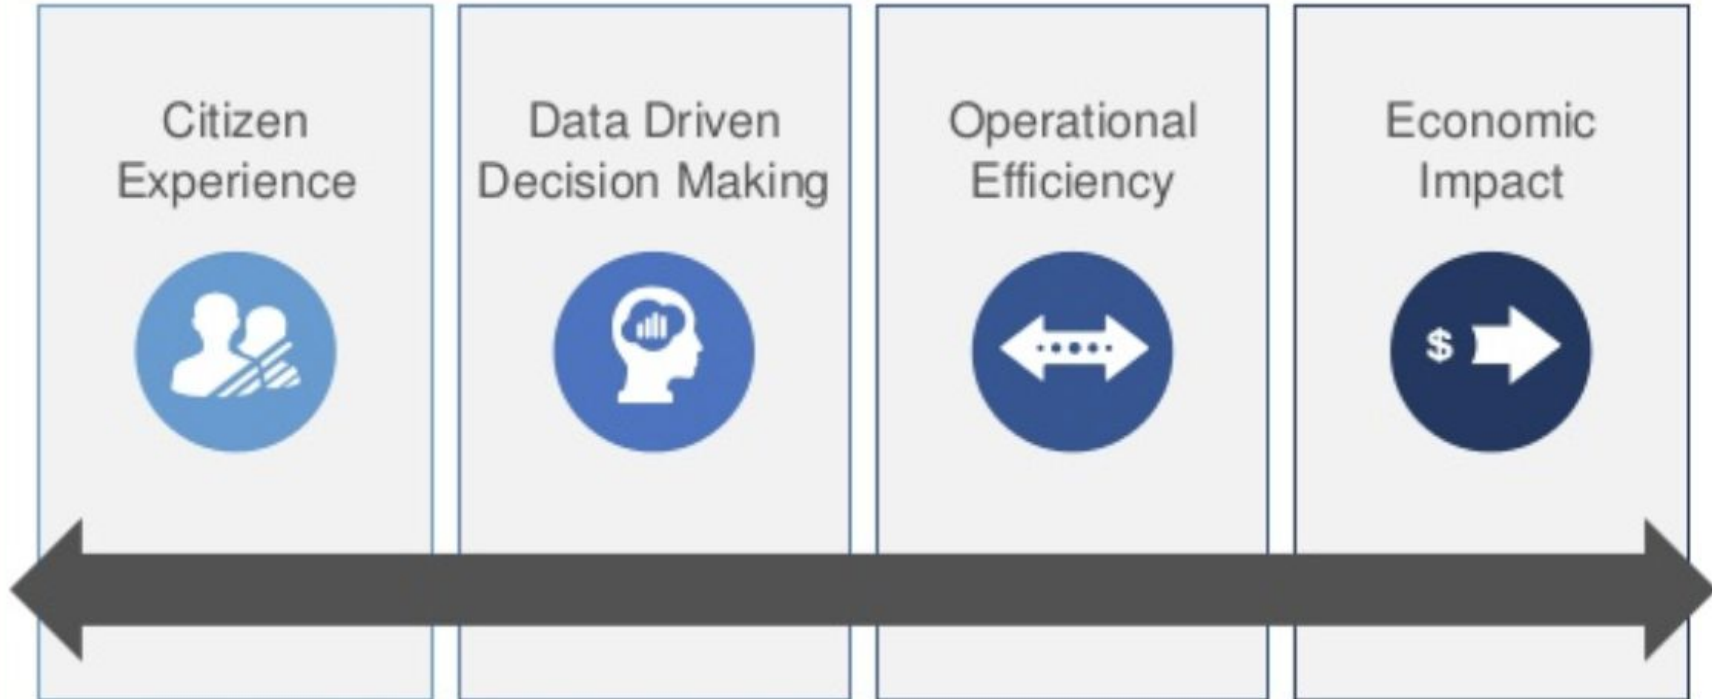 Citizen
Experience
Data Driven
Decision Making
Operational
Efficiency
Economic
Impact
$